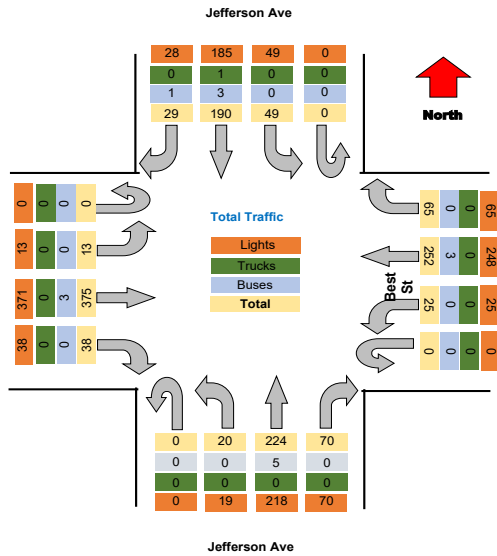 Jefferson Ave
28 185 49 0
0 1 0 0
1 3 0 0
29 190 49 0
North
0 0 0 0
13 0 0 13
371 0 3 375
38 0 0 38
Total Traffic
Lights
Trucks
Buses
Total
65 0 0 65
252 3 0 248
25 0 0 25
0 0 0 0
Best St
0 20 224 70
0 0 5 0
0 0 0 0
0 19 218 70
Jefferson Ave